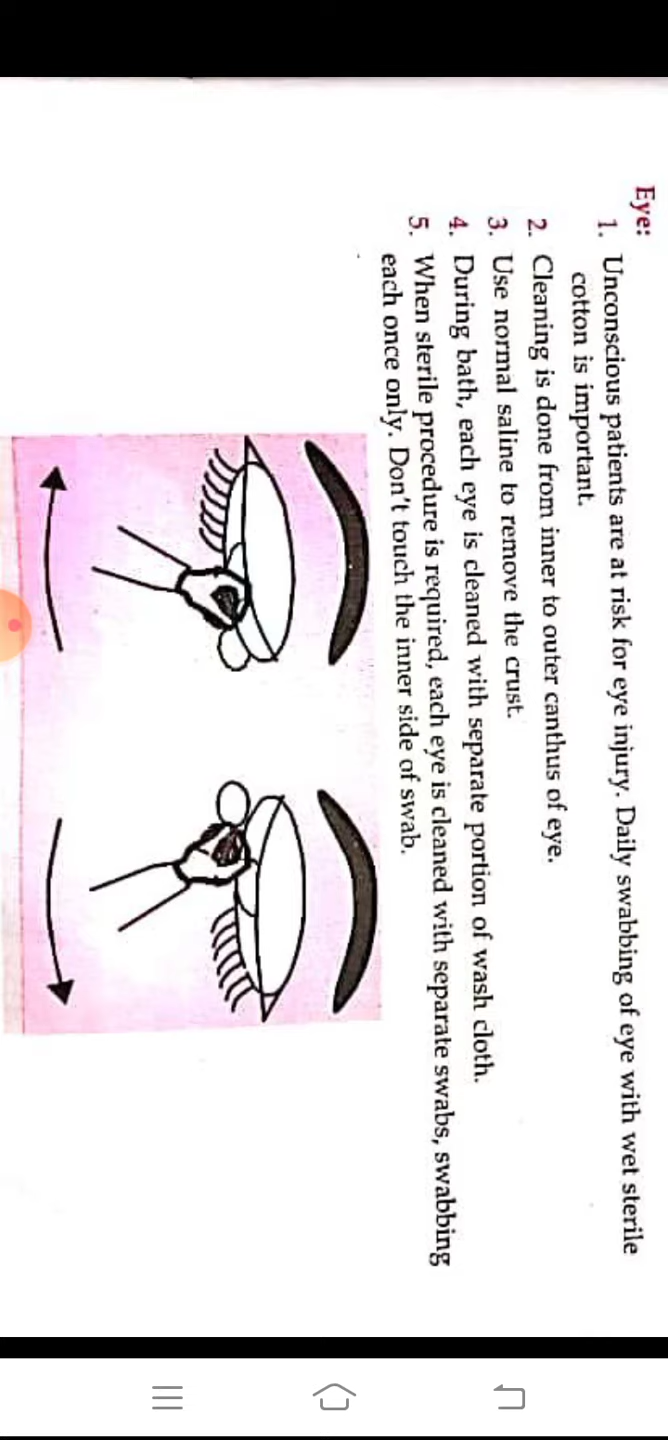 Eye:
1. Unconscious patients are at risk for eye injury. Daily swabbing of eye with wet sterile
cotton is important.
2. Cleaning is done from inner to outer canthus of eye.
3. Use normal saline to remove the crust.
4. During bath, each eye is cleaned with separate portion of wash cloth.
5. When sterile procedure is required, each eye is cleaned with separate swabs, swabbing
each once only. Don't touch the inner side of swab.